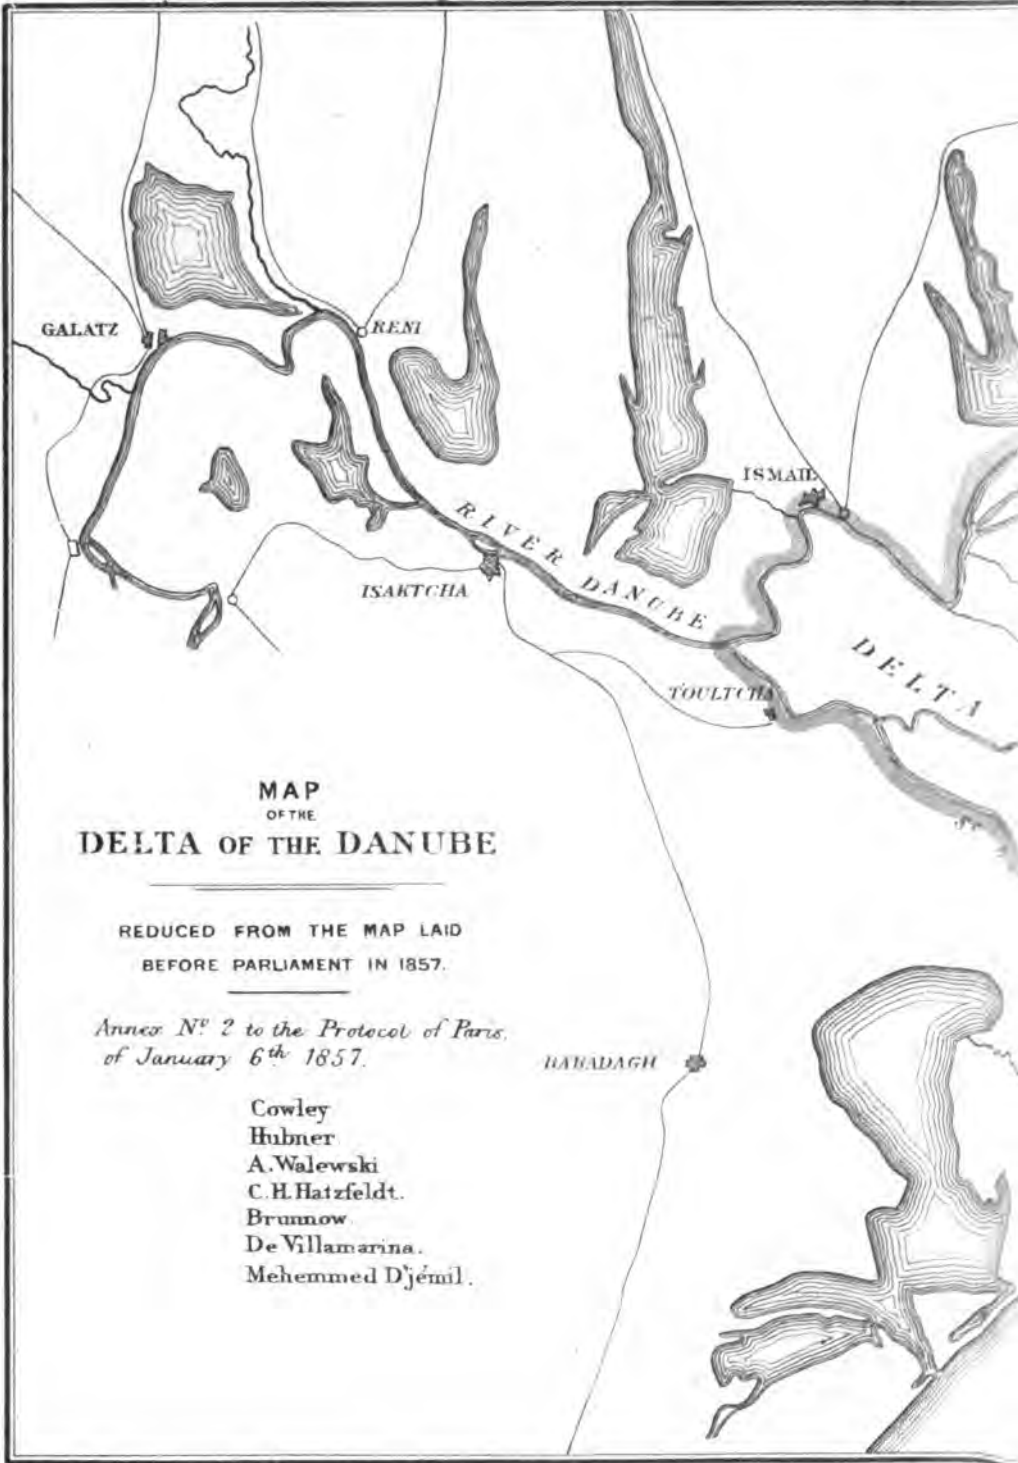 GALATZ
RENI
ISMAIL
RIVER DANUBE
ISAKTCHA
DELTA
TOULTCHA
MAP
OF THE
DELTA OF THE DANUBE
REDUCED FROM THE MAP LAID
BEFORE PARLIAMENT IN 1857.
Annex Nº 2 to the Protocol of Paris,
of January 6th 1857.
BABADAGH
Cowley
Hubner
A. Walewski
C. H. Hatzfeldt.
Brunnow.
De Villamarina.
Mehemmed D'jémil.